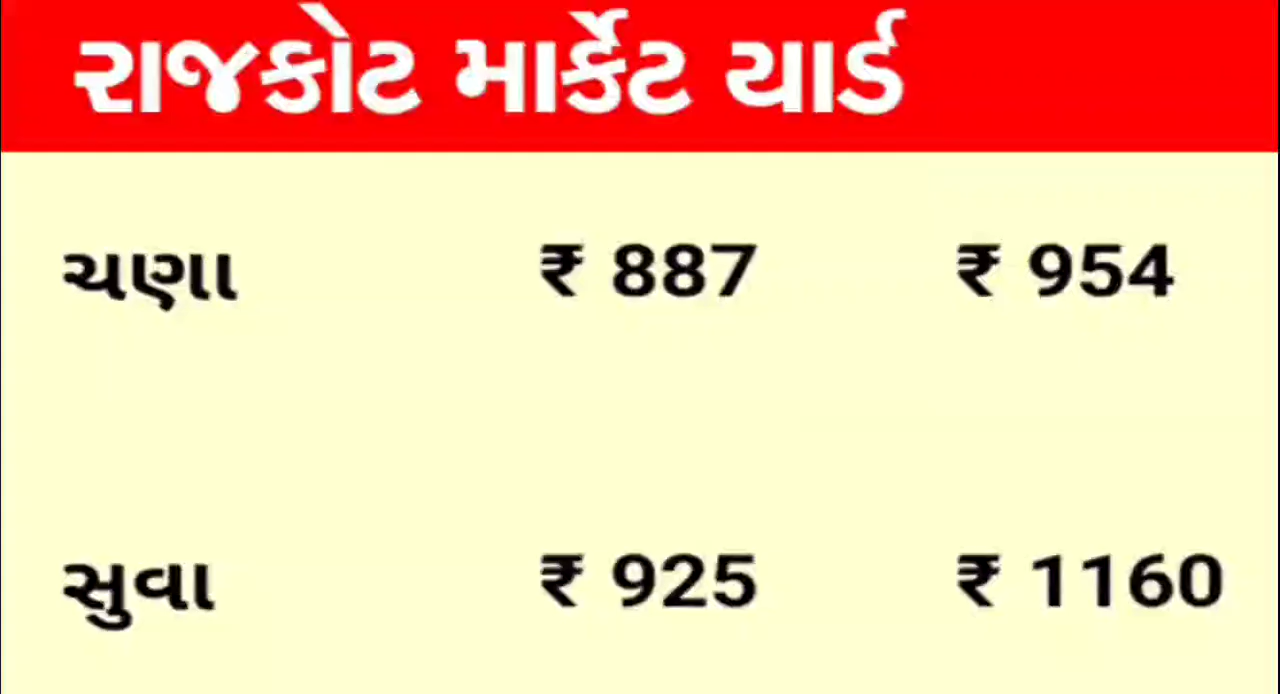 રાજકોટ માર્કેટ યાર્ડ
ચણા ₹ 887 ₹ 954
સુવા ₹ 925 ₹ 1160